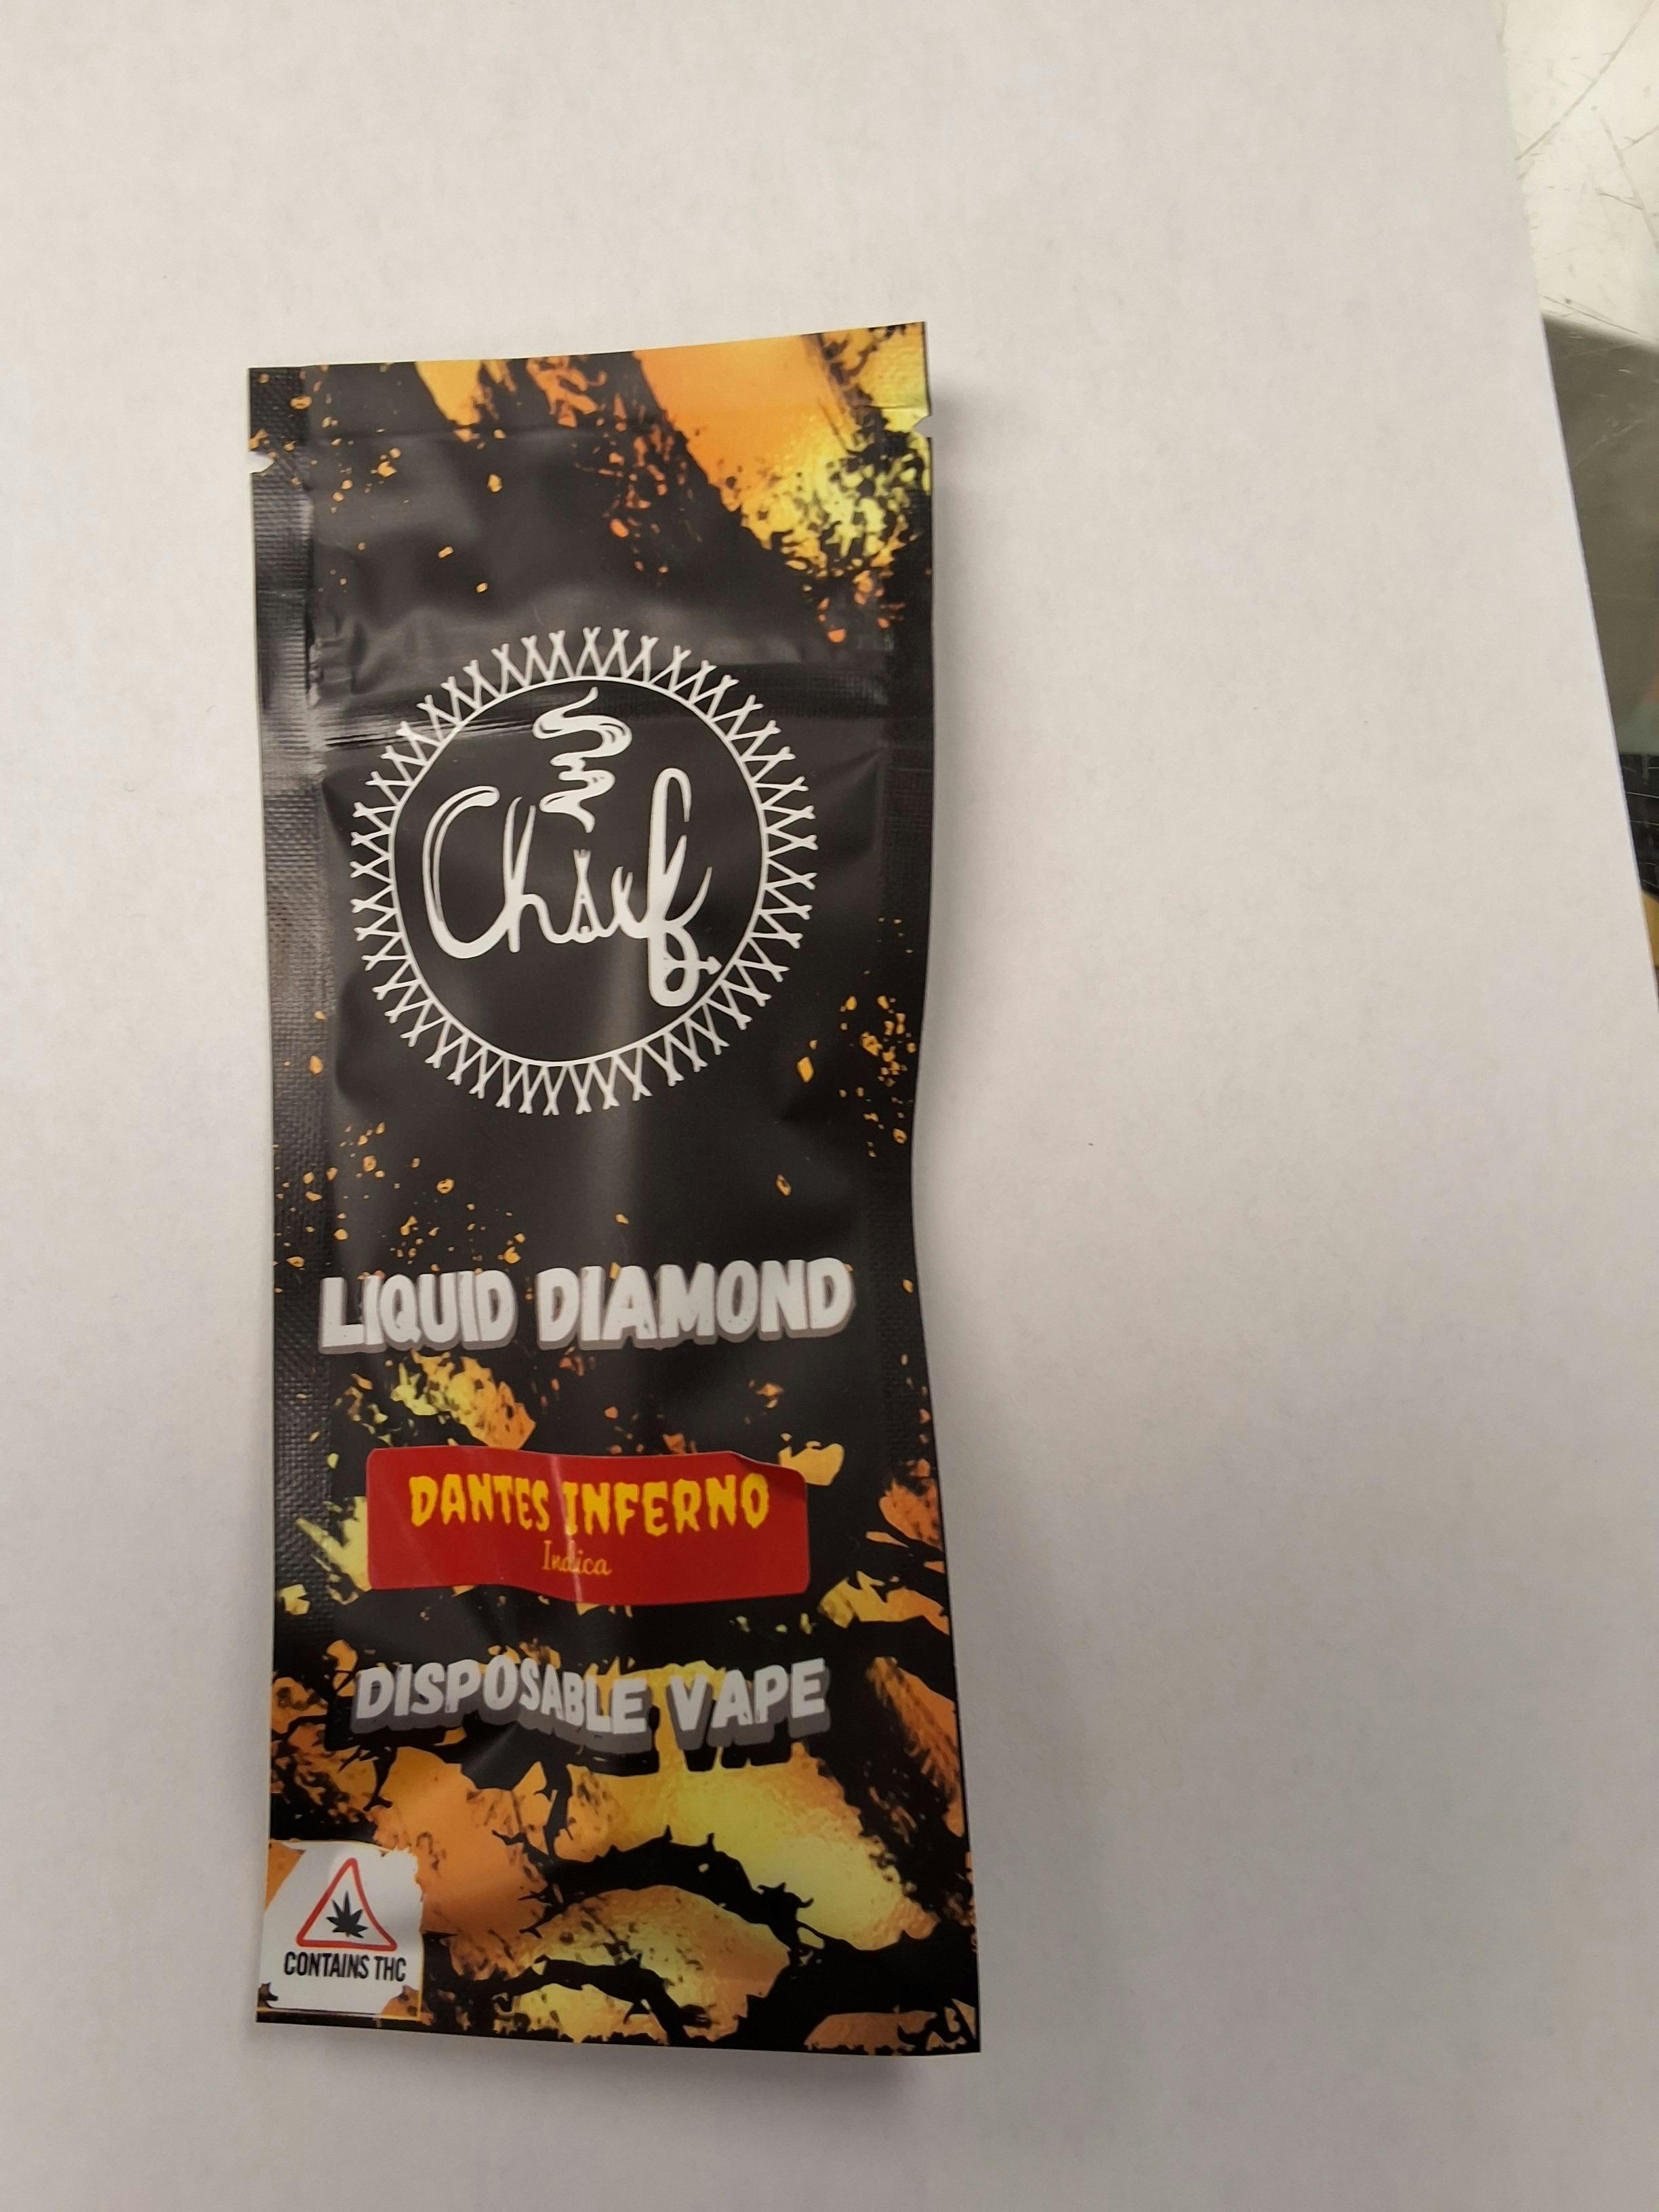 Chief
LIQUID DIAMOND
DANTES INFERNO
Indica
DISPOSABLE VAPE
CONTAINS THC